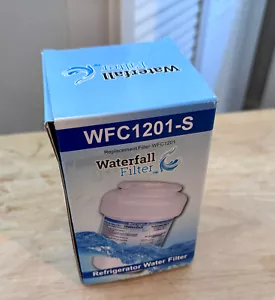 Waterfall
Filter
WFC1201-S
Replacement Filter-WFC1201
Waterfall
Filter
Refrigerator Water Filter